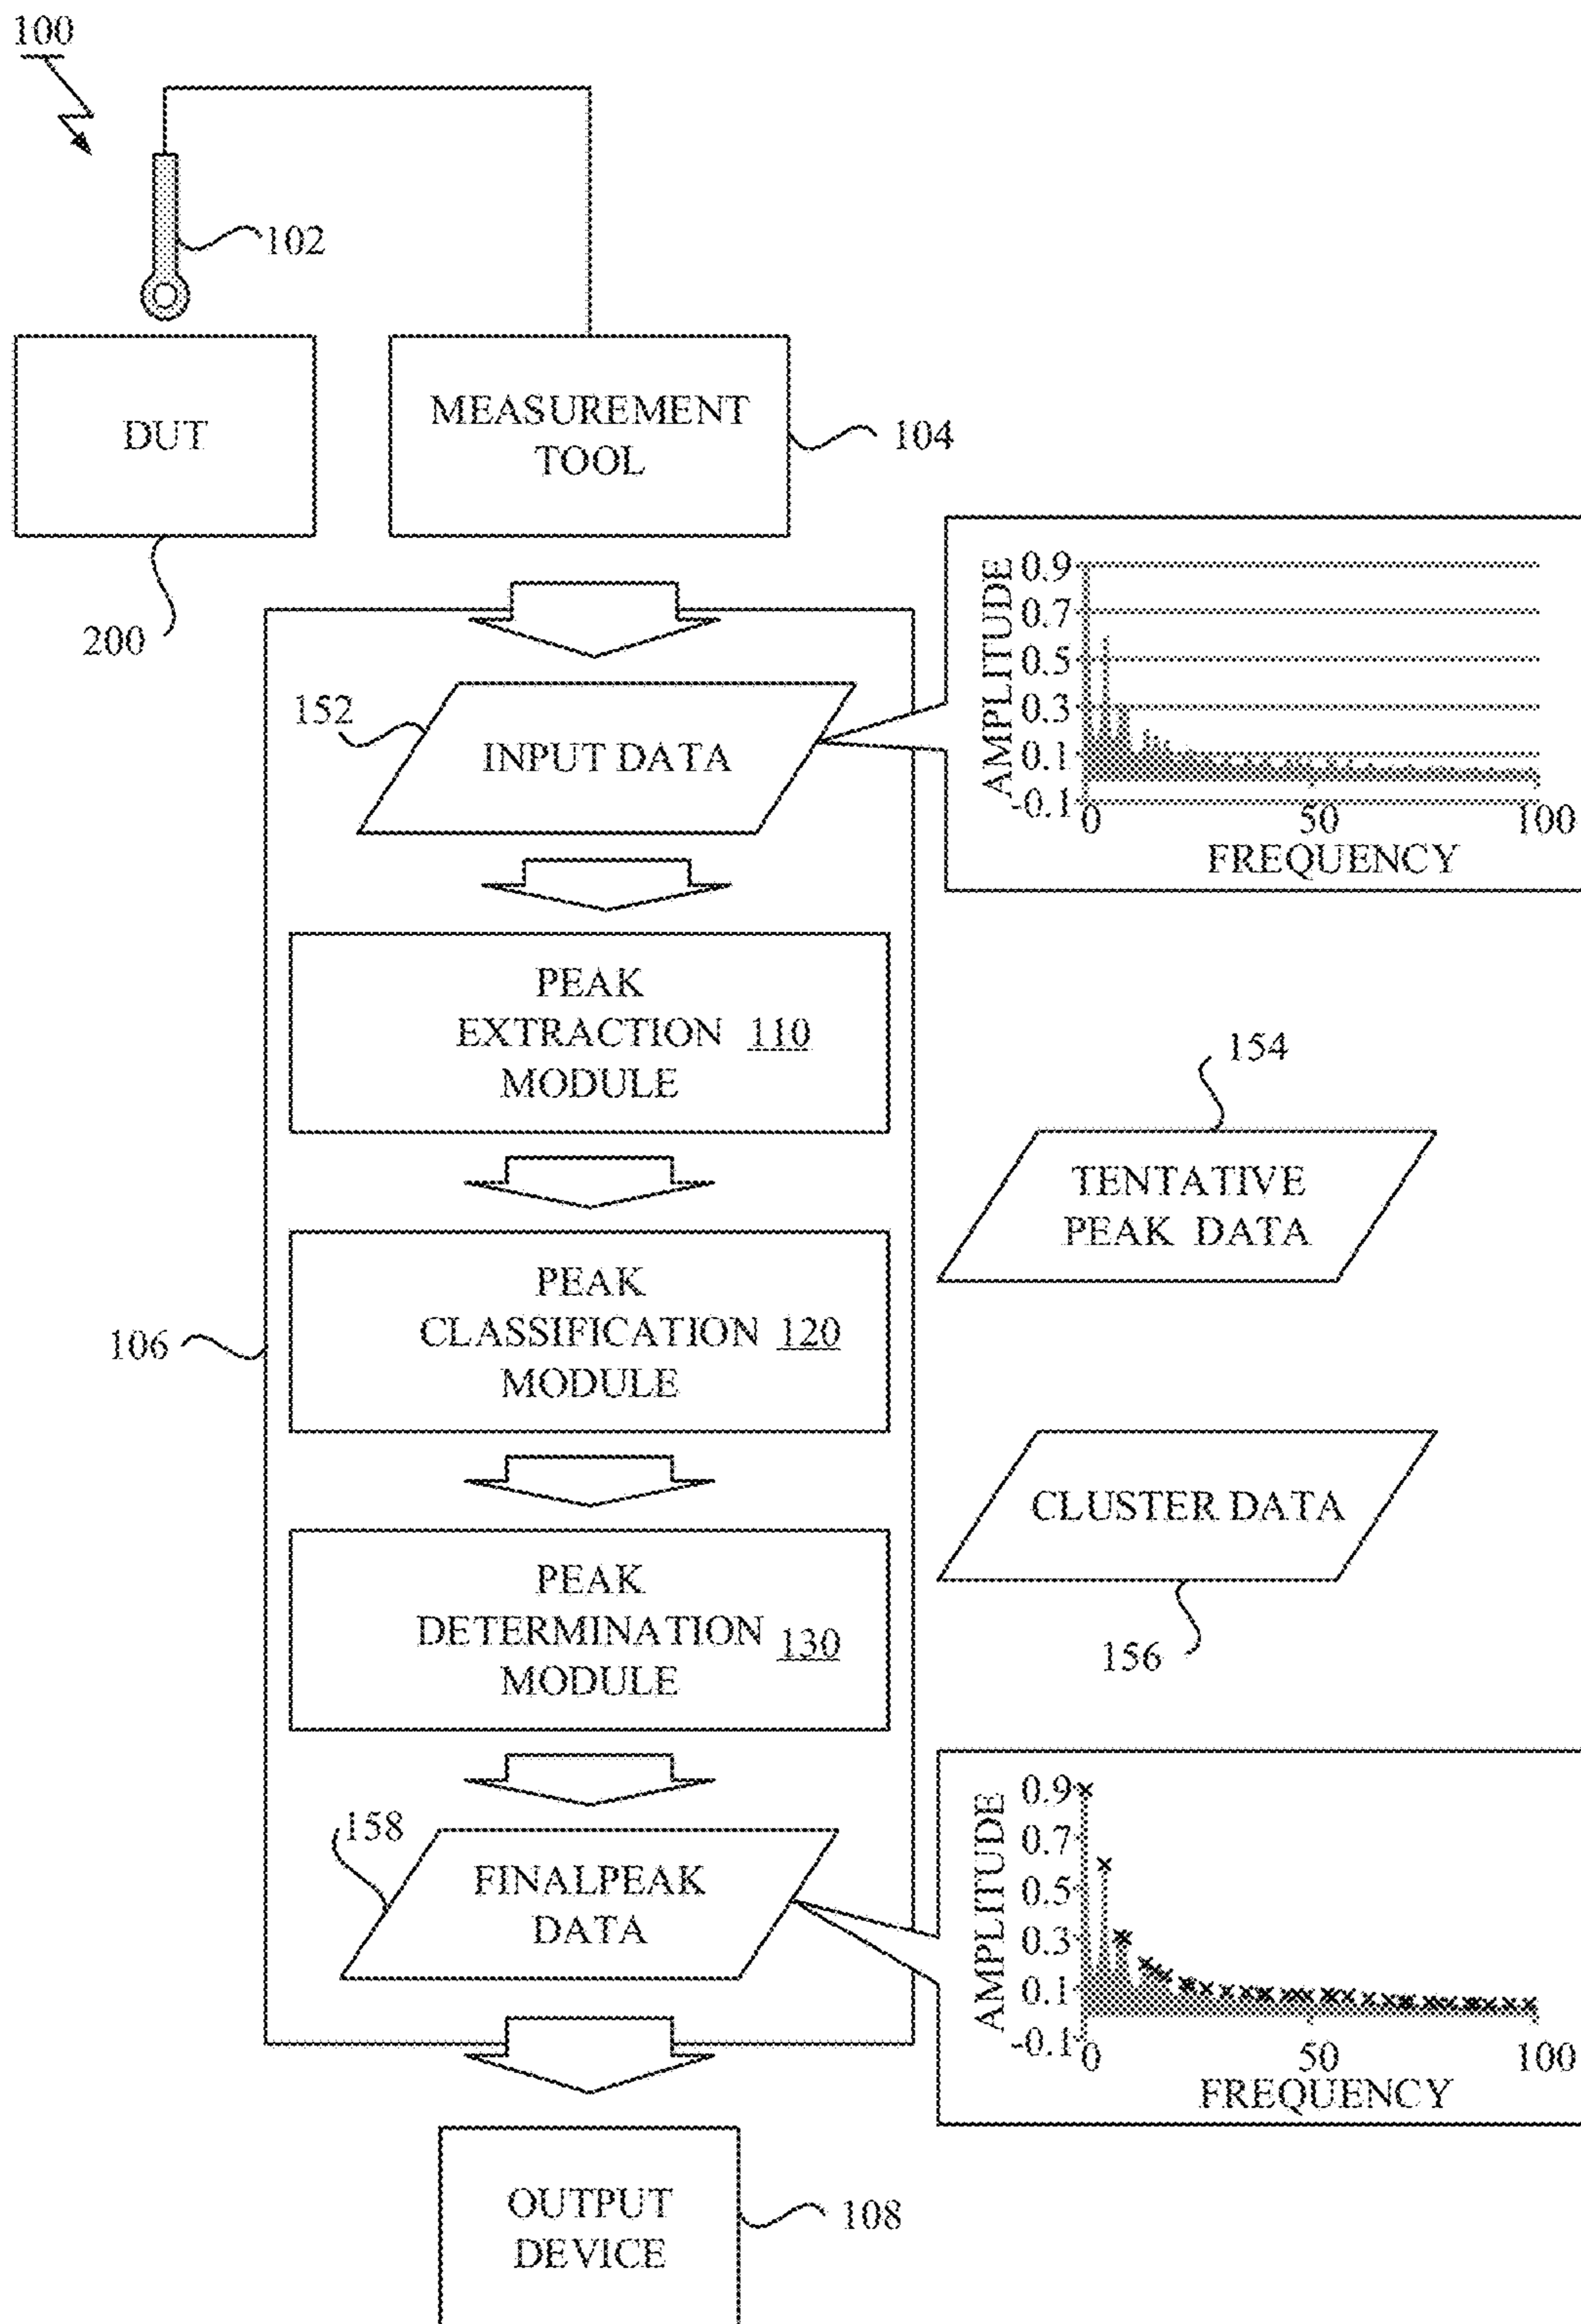 100
102
DUT
MEASUREMENT
TOOL
104
200
152
INPUT DATA
AMPLITUDE
0.9
0.7
0.5
0.3
0.1
-0.1
0
50
100
FREQUENCY
PEAK
EXTRACTION 110
MODULE
154
TENTATIVE
PEAK DATA
106
PEAK
CLASSIFICATION 120
MODULE
CLUSTER DATA
156
PEAK
DETERMINATION 130
MODULE
158
FINALPEAK
DATA
AMPLITUDE
0.9
0.7
0.5
0.3
0.1
-0.1
0
50
100
FREQUENCY
OUTPUT
DEVICE
108